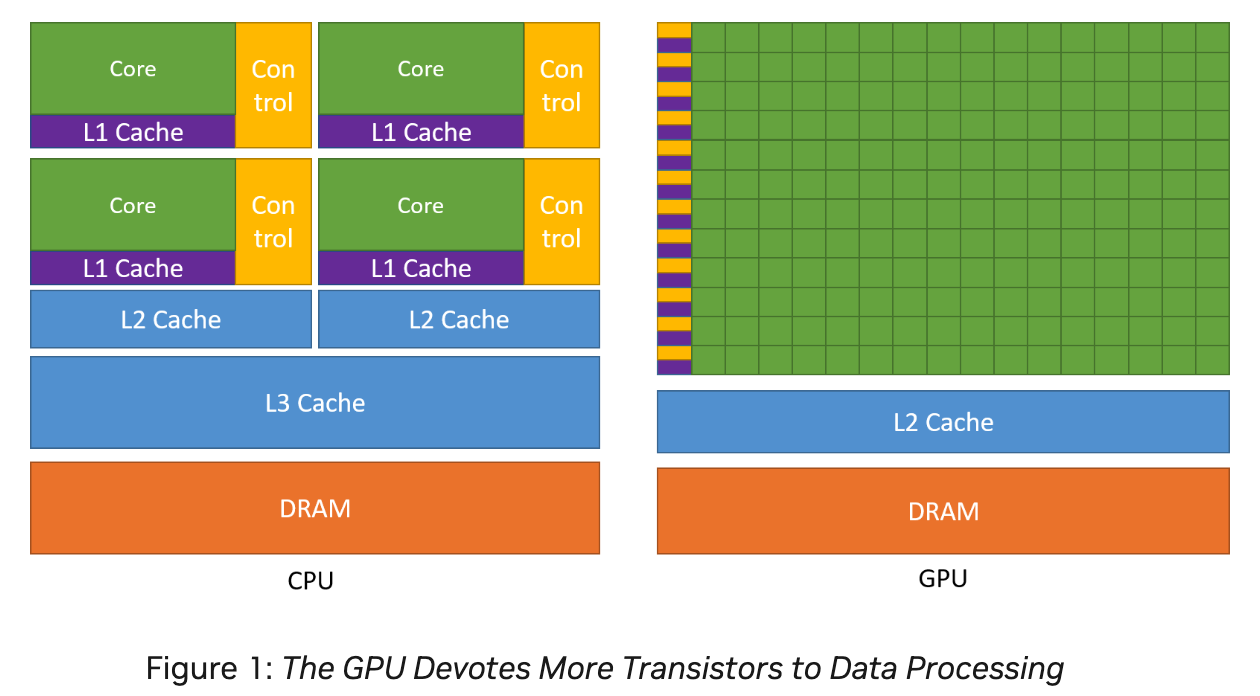 Core
Con
trol
L1 Cache
Core
Con
trol
L1 Cache
Core
Con
trol
L1 Cache
Core
Con
trol
L1 Cache
L2 Cache
L2 Cache
L3 Cache
DRAM
CPU
L2 Cache
DRAM
GPU
Figure 1: The GPU Devotes More Transistors to Data Processing